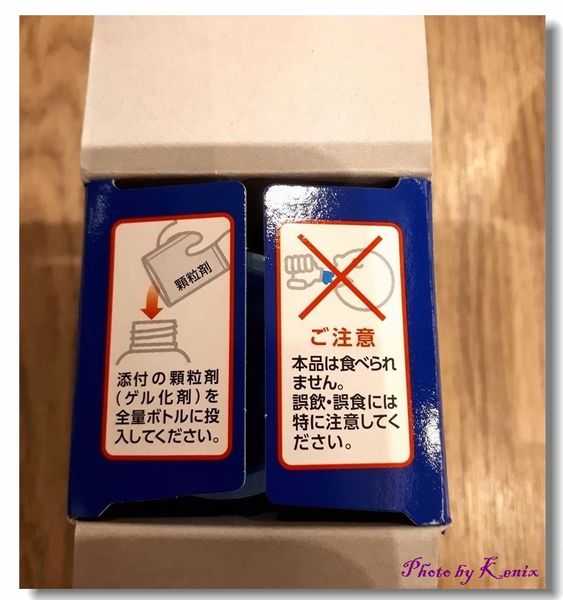 顆粒剤
添付の顆粒剤
(ゲル化剤)を
全量ボトルに投
入してください。
ご注意
本品は食べられ
ません。
誤飲・誤食には
特に注意してく
ださい。
Photo by Kenix